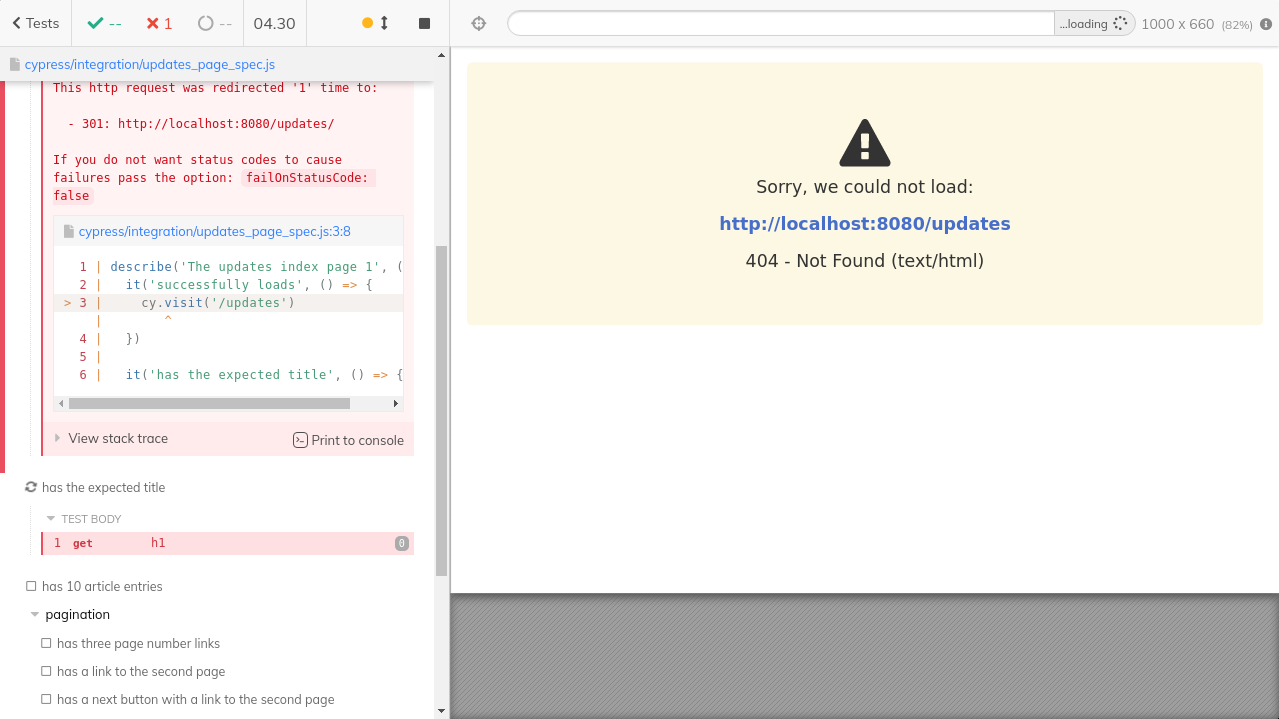 Tests -- 1 -- 04.30 ...loading 1000 x 660 (82%)
cypress/integration/updates_page_spec.js
This http request was redirected '1' time to:
- 301: http://localhost:8080/updates/
If you do not want status codes to cause
failures pass the option: failOnStatusCode:
false
cypress/integration/updates_page_spec.js:3:8
1 | describe('The updates index page 1', (
2 | it('successfully loads', () => {
> 3 | cy.visit('/updates')
| ^
4 | })
5 |
6 | it('has the expected title', () => {
View stack trace Print to console
has the expected title
TEST BODY
1 get h1 0
has 10 article entries
pagination
has three page number links
has a link to the second page
has a next button with a link to the second page
Sorry, we could not load:
http://localhost:8080/updates
404 - Not Found (text/html)